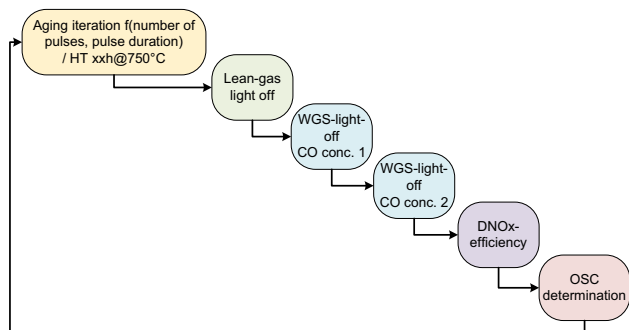 Aging iteration f(number of
pulses, pulse duration)
/ HT xxh@750°C
Lean-gas
light off
WGS-light-
off
CO conc. 1
WGS-light-
off
CO conc. 2
DNOx-
efficiency
OSC
determination